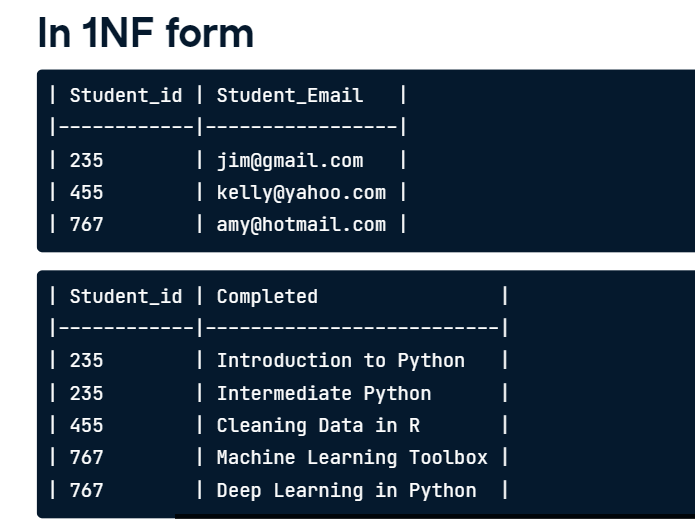 In 1NF form
| Student_id | Student_Email   |
|------------|-----------------|
| 235        | jim@gmail.com   |
| 455        | kelly@yahoo.com |
| 767        | amy@hotmail.com |
| Student_id | Completed                |
|------------|--------------------------|
| 235        | Introduction to Python   |
| 235        | Intermediate Python      |
| 455        | Cleaning Data in R       |
| 767        | Machine Learning Toolbox |
| 767        | Deep Learning in Python  |